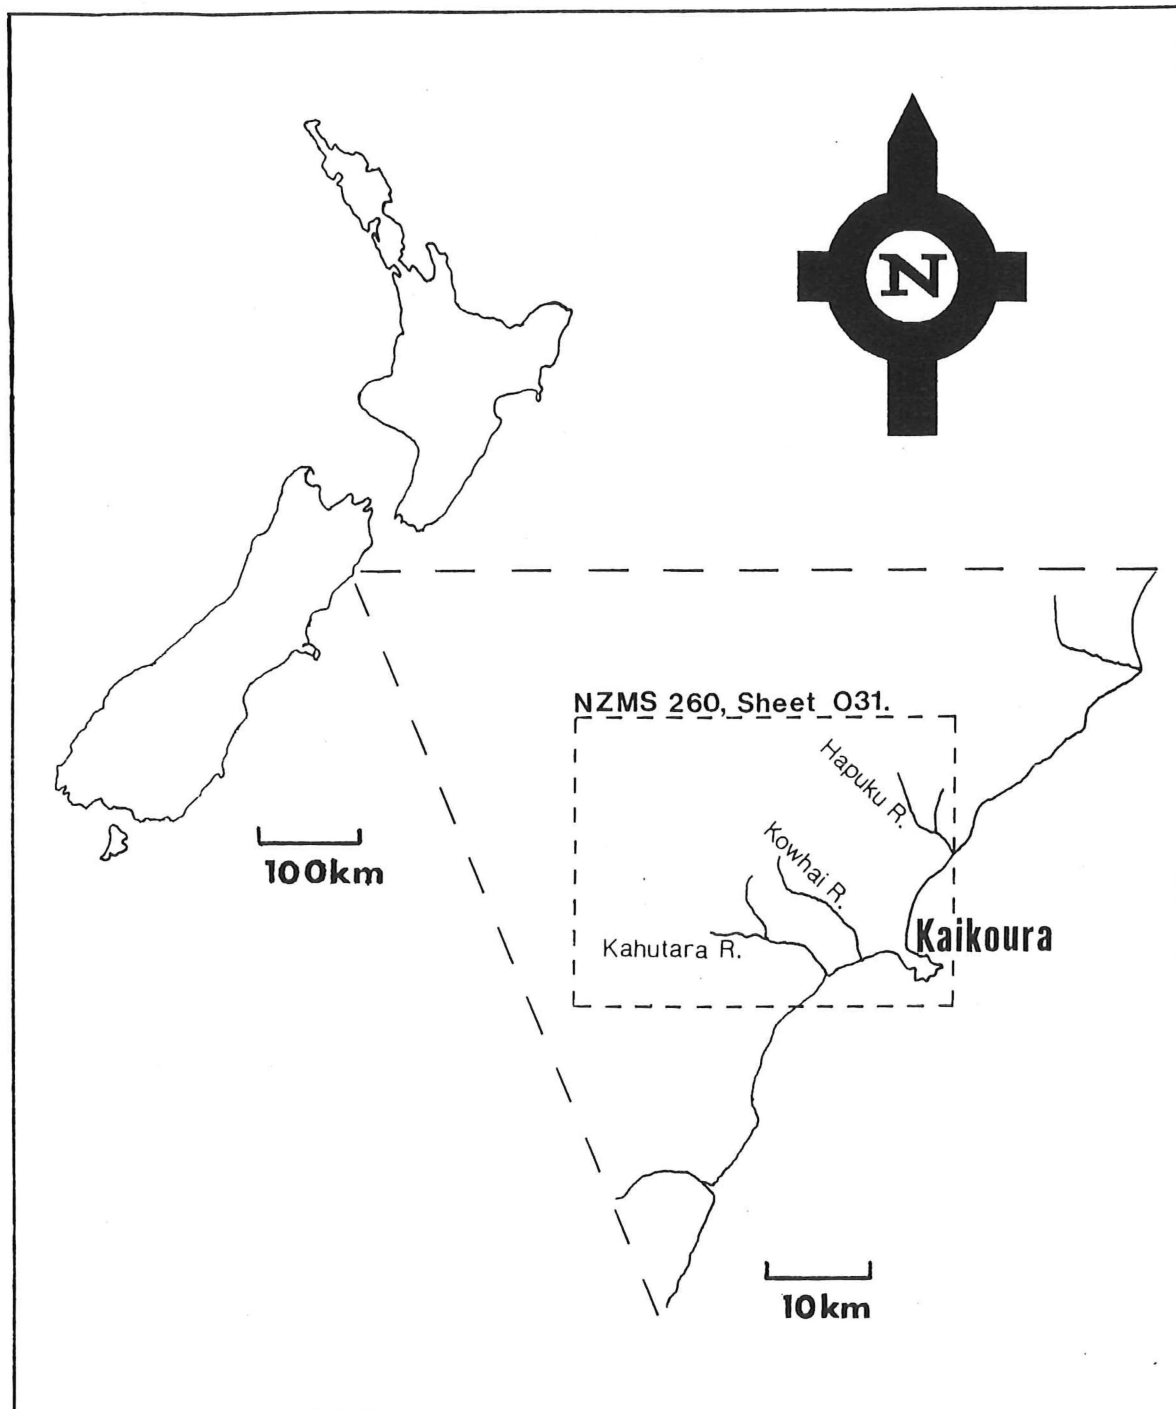 N
NZMS 260, Sheet O31.
Hapuku R.
Kowhai R.
Kaikoura
Kahutara R.
100km
10km